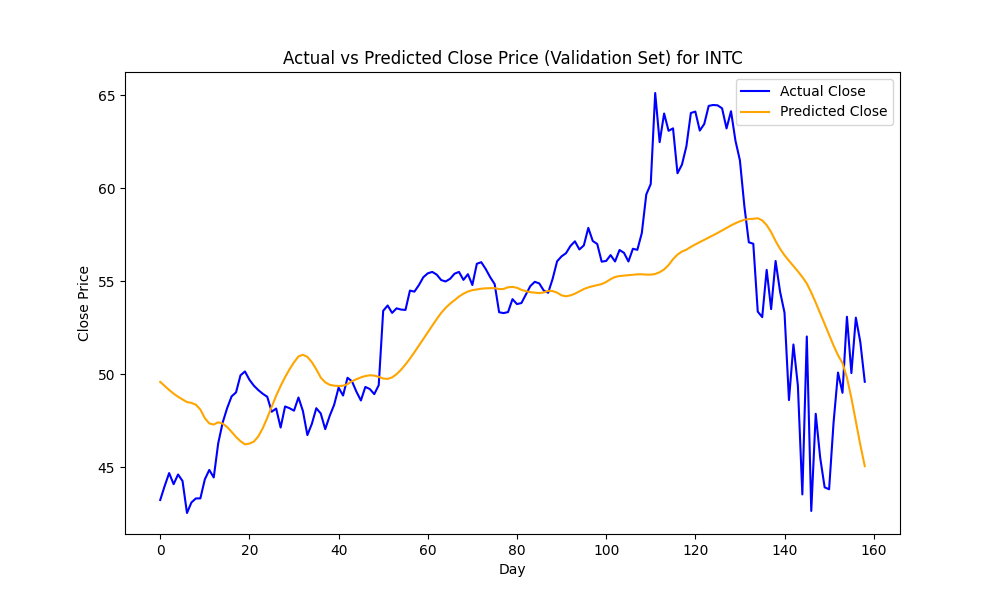 Actual vs Predicted Close Price (Validation Set) for INTC
Actual Close
Predicted Close
65
60
55
50
45
Close Price
0 20 40 60 80 100 120 140 160
Day